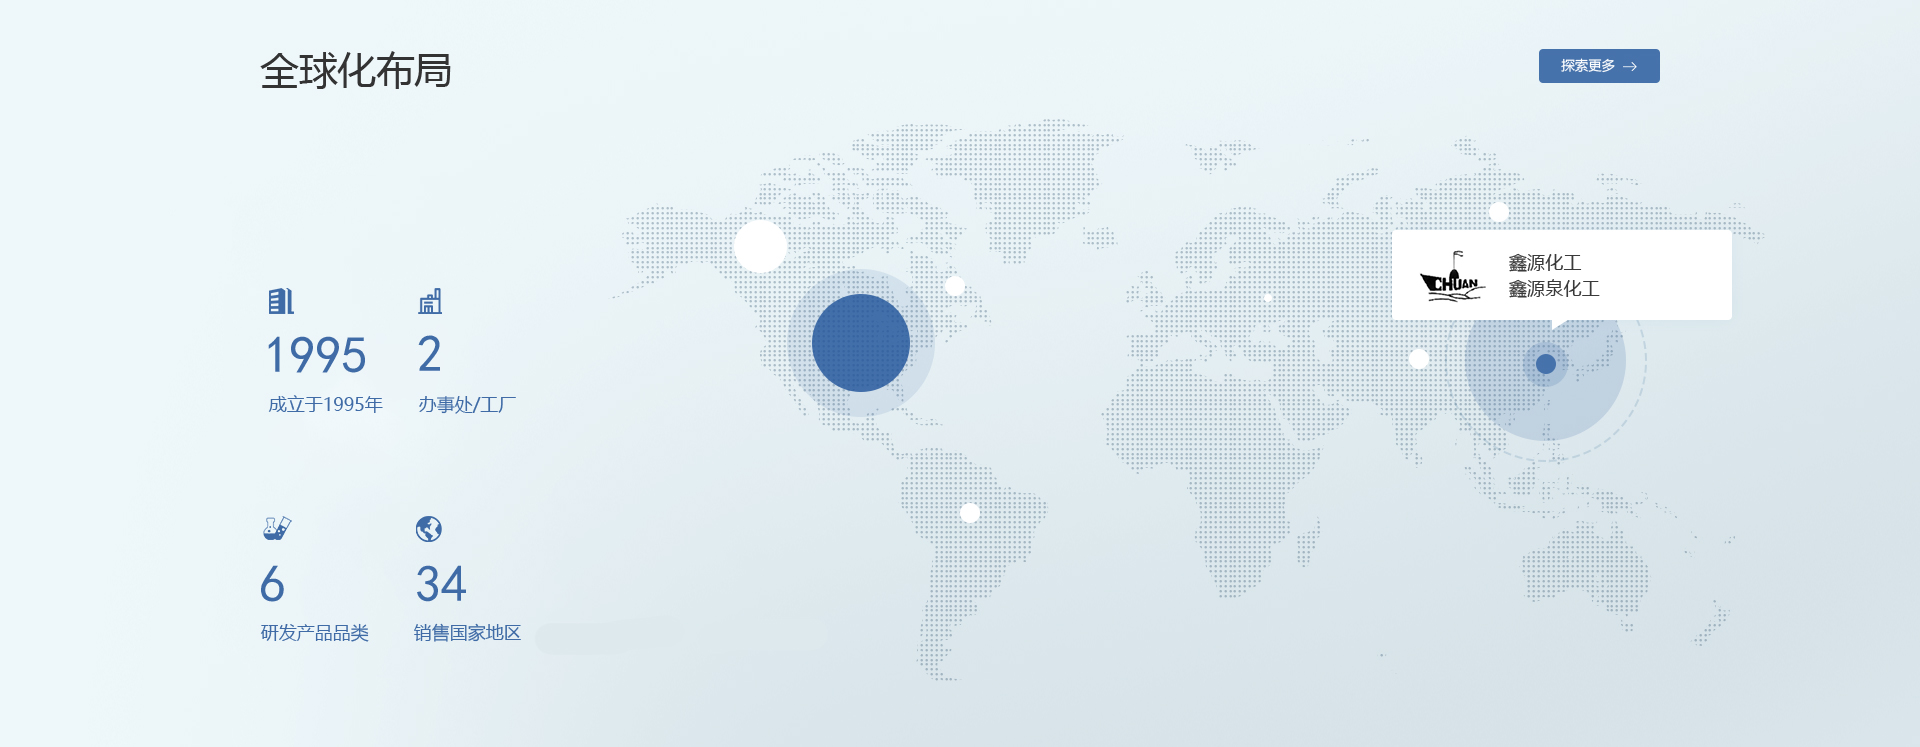 全球化布局
探索更多
鑫源化工
鑫源泉化工
CHUAN
1995
成立于1995年
2
办事处/工厂
6
研发产品品类
34
销售国家地区